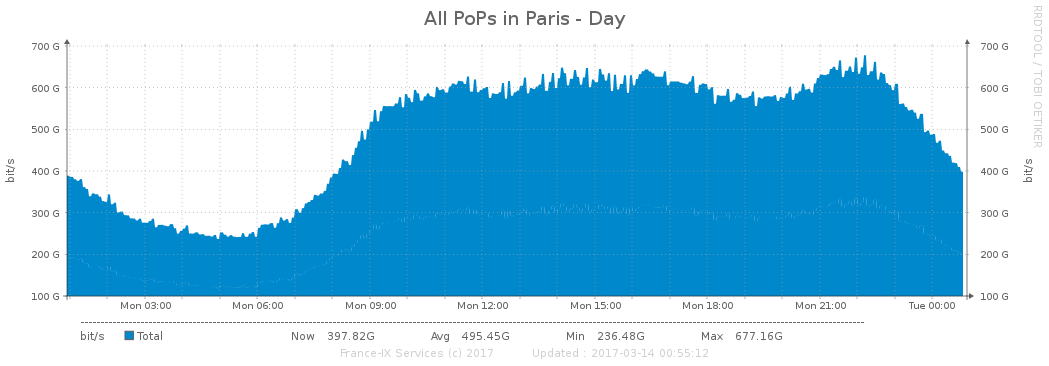 All PoPs in Paris - Day
RRDTOOL / TOBI OETIKER
bit/s
700 G
600 G
500 G
400 G
300 G
200 G
100 G
700 G
600 G
500 G
400 G
300 G
200 G
100 G
bit/s
Mon 03:00 Mon 06:00 Mon 09:00 Mon 12:00 Mon 15:00 Mon 18:00 Mon 21:00 Tue 00:00
bit/s Total Now 397.82G Avg 495.45G Min 236.48G Max 677.16G
France-IX Services (c) 2017 Updated : 2017-03-14 00:55:12